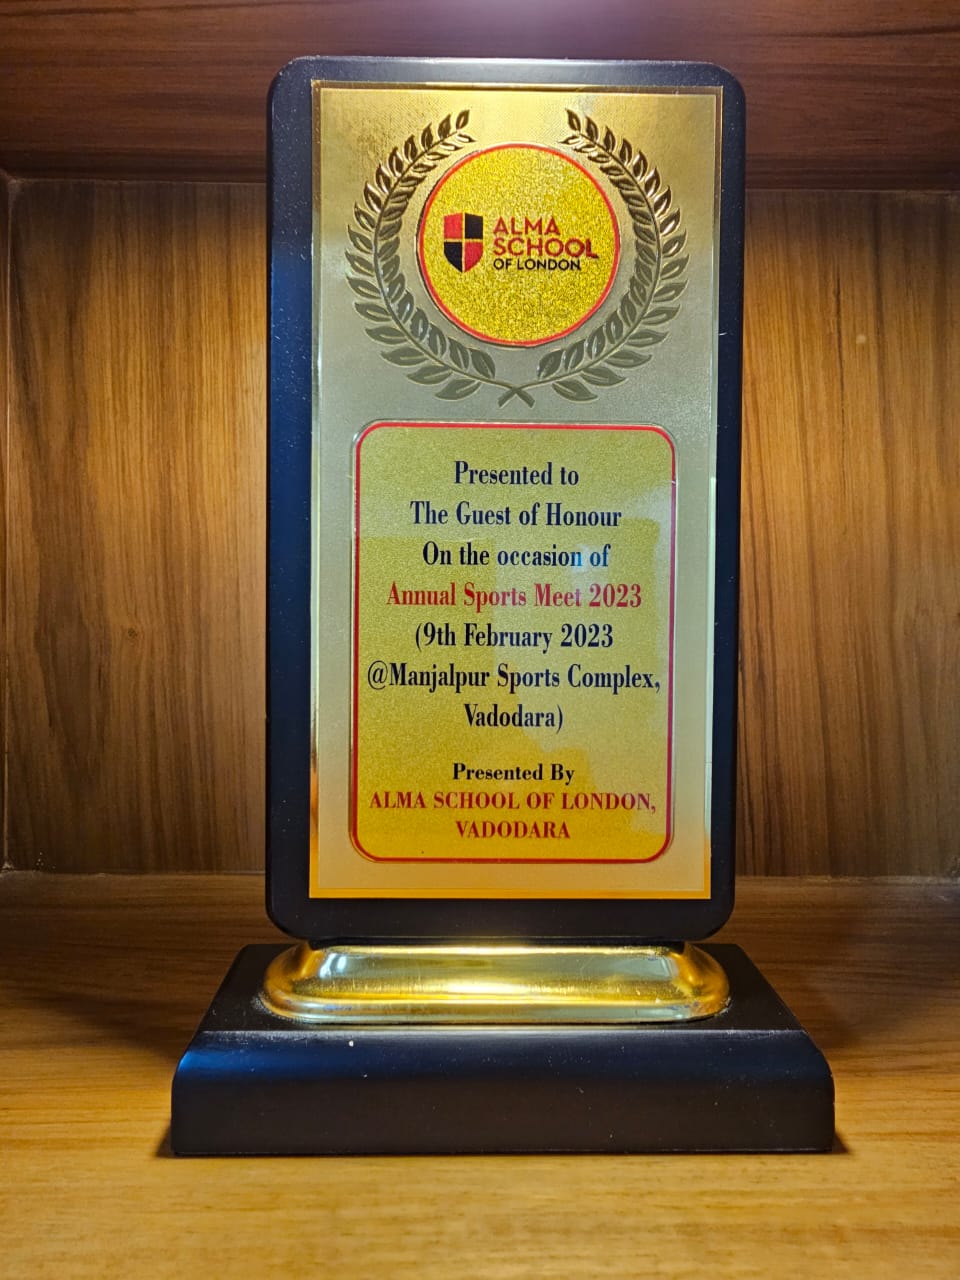 ALMA
SCHOOL
OF LONDON
Presented to
The Guest of Honour
On the occasion of
Annual Sports Meet 2023
(9th February 2023
@Manjalpur Sports Complex,
Vadodara)
Presented By
ALMA SCHOOL OF LONDON,
VADODARA